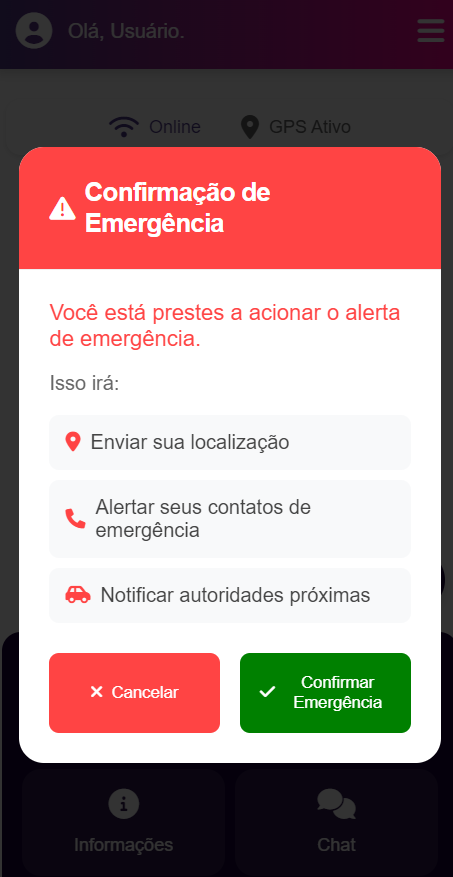 Olá, Usuário.
Online
GPS Ativo
Confirmação de
Emergência
Você está prestes a acionar o alerta
de emergência.
Isso irá:
Enviar sua localização
Alertar seus contatos de
emergência
Notificar autoridades próximas
Cancelar
Confirmar
Emergência
Informações
Chat